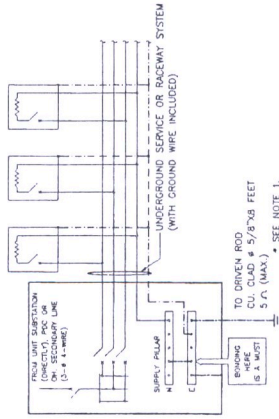 FROM UNIT SUBSTATION
(DIRECTLY), PDC OR
ON SECONDARY LINE
(3-ø 4-WIRE)
UNDERGROUND SERVICE OR RACEWAY SYSTEM
(WITH GROUND WIRE INCLUDED)
SUPPLY PILLAR
N
BONDING
HERE
IS A MUST
TO DRIVEN ROD
CU. CLAD ø 5/8"X8 FEET
5 Ω (MAX.)
* SEE NOTE 1.